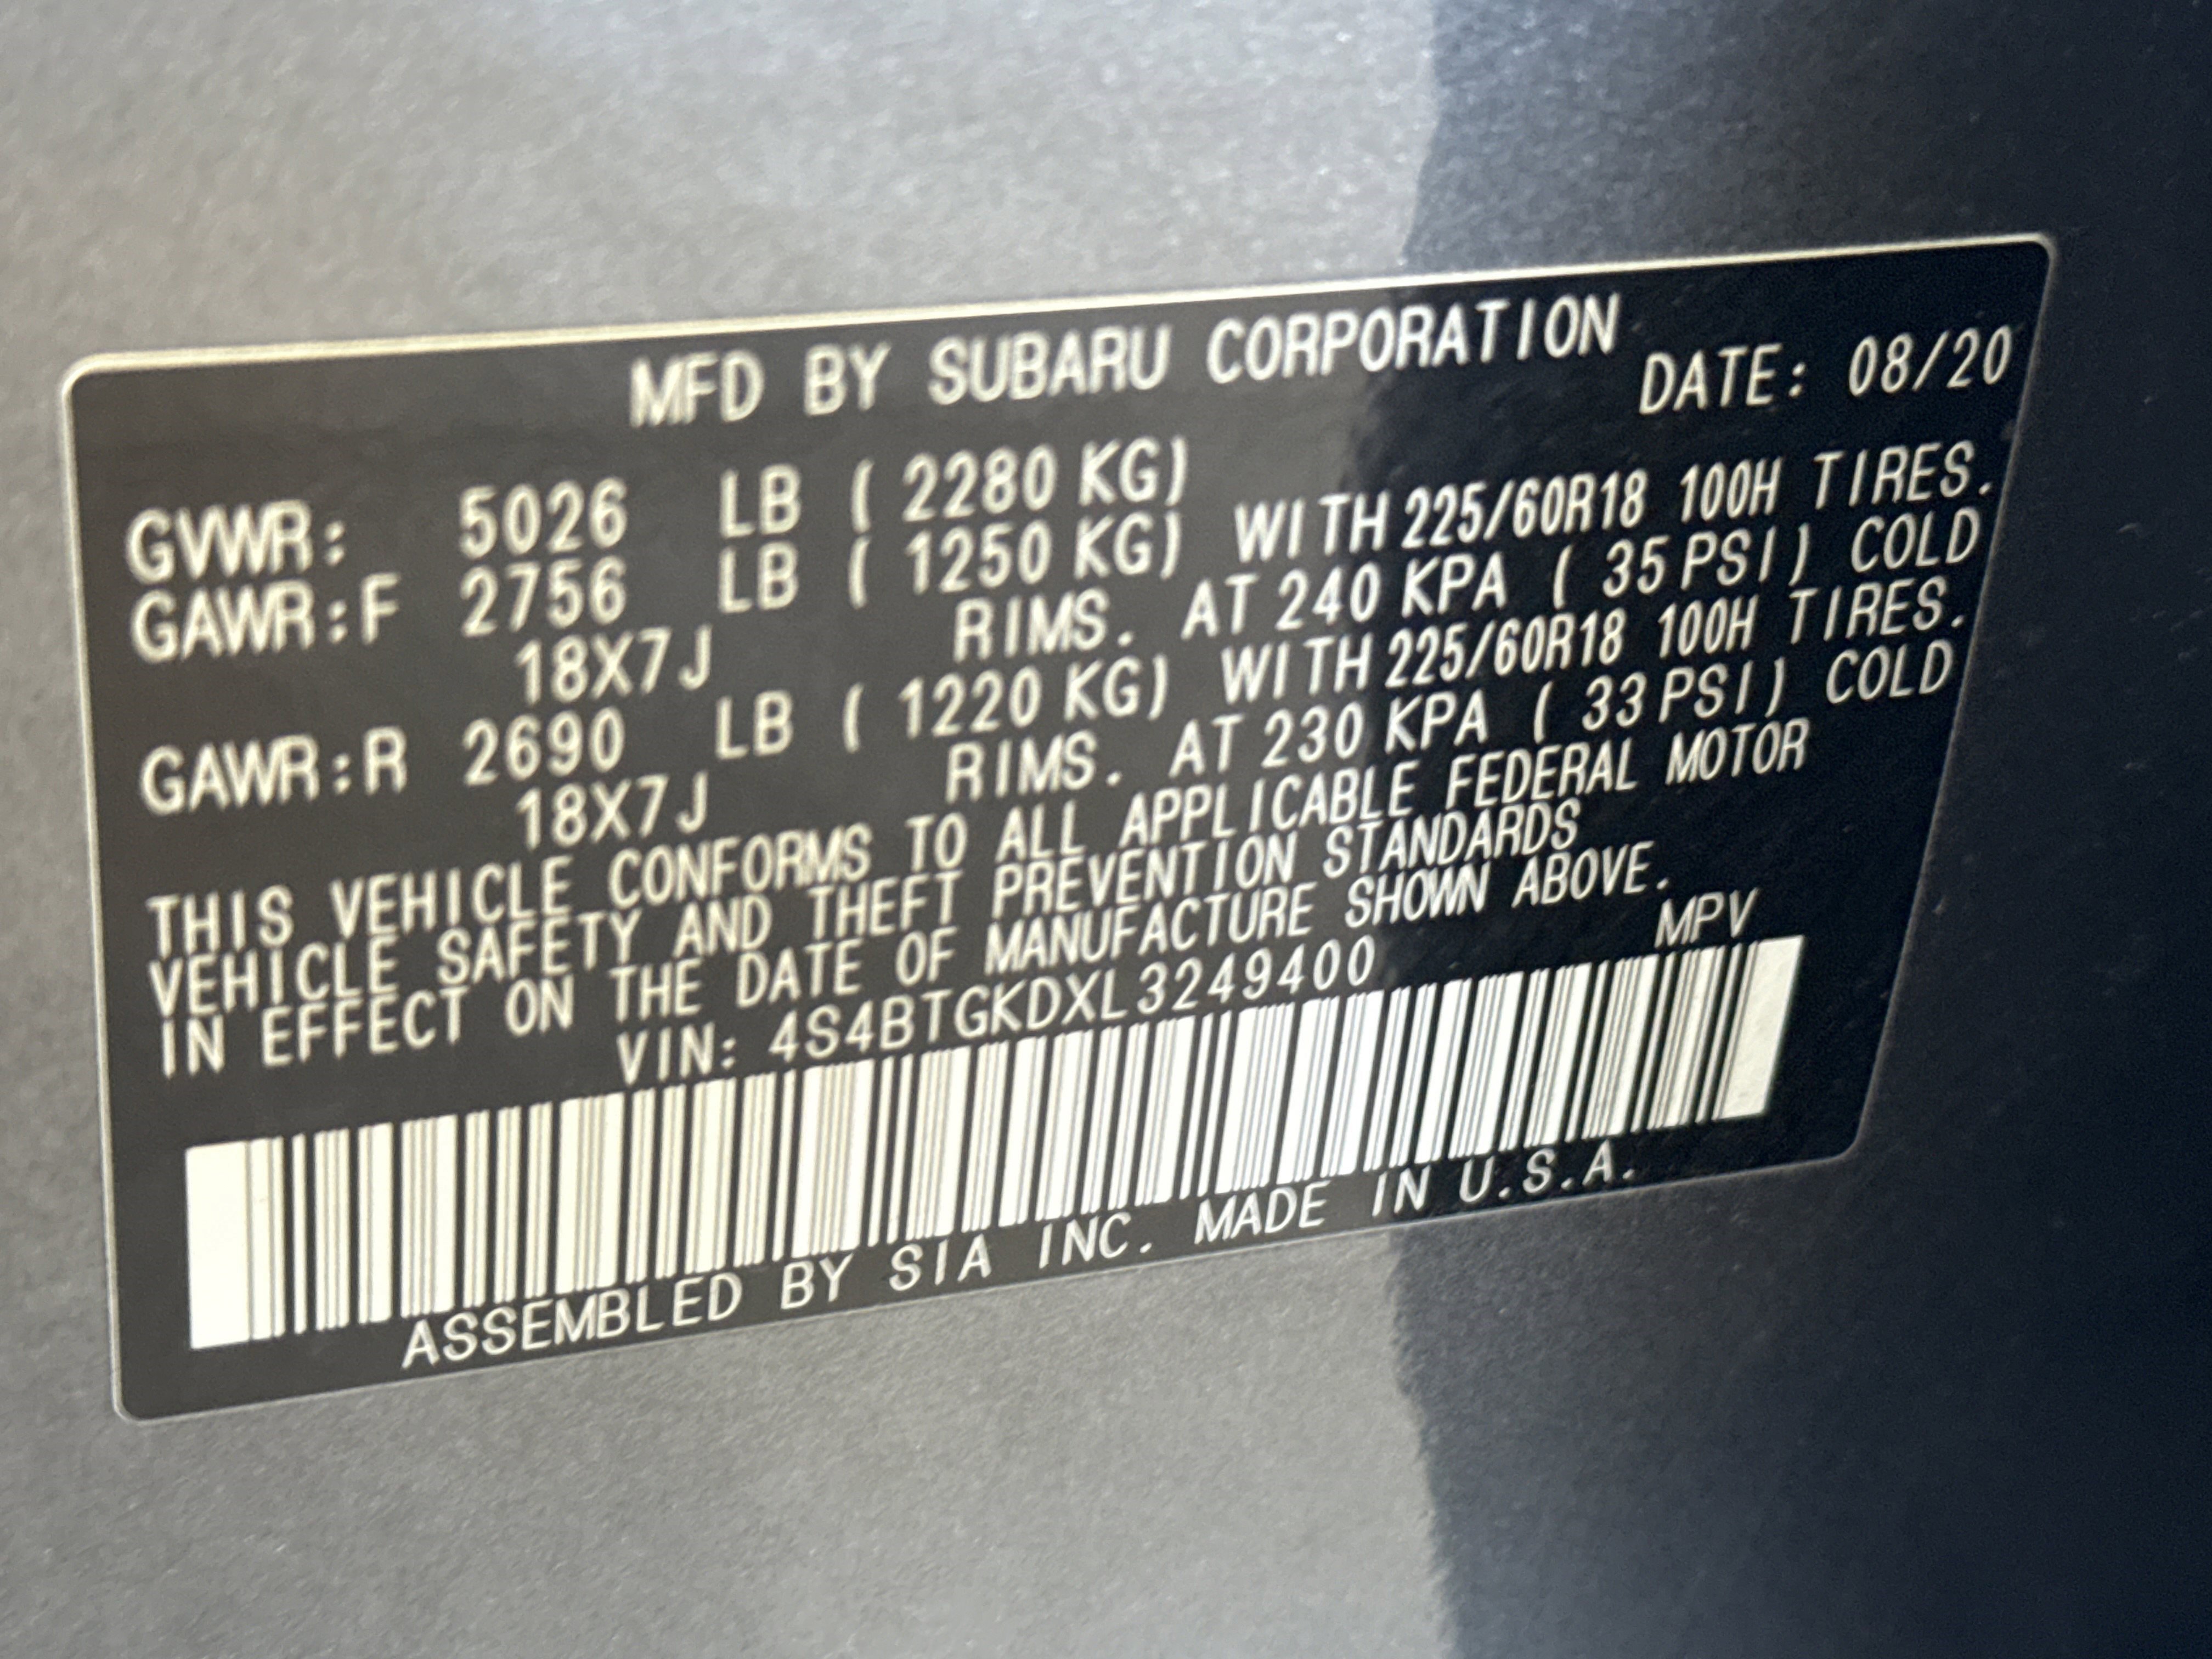 MFD BY SUBARU CORPORATION
DATE: 08/20
GVWR: 5026 LB ( 2280 KG)
GAWR:F 2756 LB ( 1250 KG) WITH 225/60R18 100H TIRES.
18X7J RIMS. AT 240 KPA ( 35 PSI) COLD
GAWR:R 2690 LB ( 1220 KG) WITH 225/60R18 100H TIRES.
18X7J RIMS. AT 230 KPA ( 33 PSI) COLD
THIS VEHICLE CONFORMS TO ALL APPLICABLE FEDERAL MOTOR
VEHICLE SAFETY AND THEFT PREVENTION STANDARDS
IN EFFECT ON THE DATE OF MANUFACTURE SHOWN ABOVE.
VIN: 4S4BTGKDXL3249400 MPV
ASSEMBLED BY SIA INC. MADE IN U.S.A.